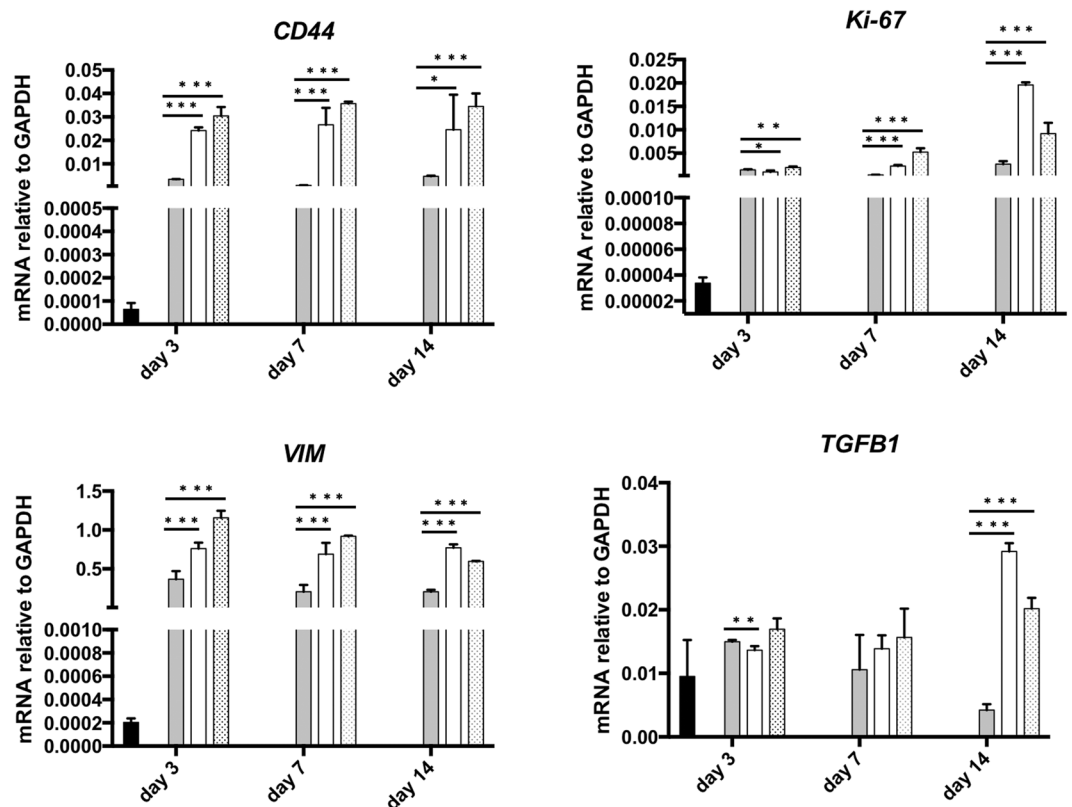 CD44
mRNA relative to GAPDH
0.05
0.04
0.03
0.02
0.01
0.0005
0.0004
0.0003
0.0002
0.0001
0.0000
* * *
* * *
* * *
* * *
* * *
*
day 3
day 7
day 14
Ki-67
mRNA relative to GAPDH
0.025
0.020
0.015
0.010
0.005
0.00010
0.00008
0.00006
0.00004
0.00002
* *
*
* * *
* * *
* * *
* * *
day 3
day 7
day 14
VIM
mRNA relative to GAPDH
1.5
1.0
0.5
0.0010
0.0008
0.0006
0.0004
0.0002
0.0000
* * *
* * *
* * *
* * *
* * *
* * *
day 3
day 7
day 14
TGFB1
mRNA relative to GAPDH
0.04
0.03
0.02
0.01
0.00
* *
* * *
* * *
day 3
day 7
day 14